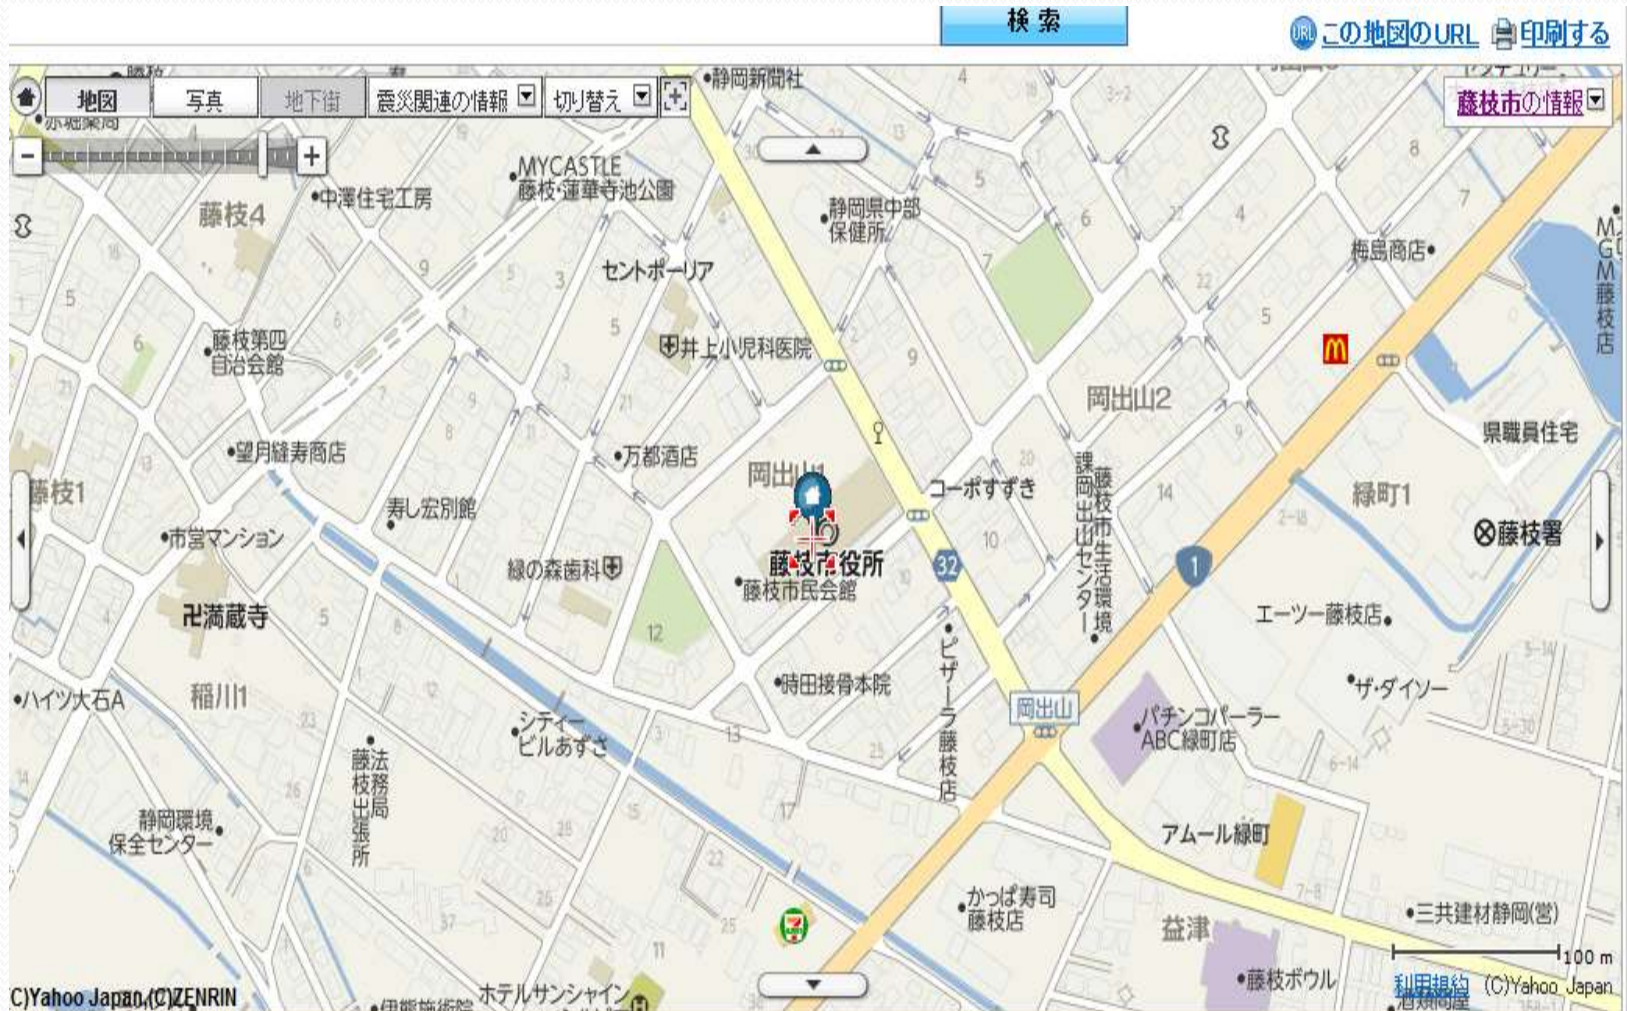 検索
この地図のURL
印刷する
地図
写真
地下街
震災関連の情報
切り替え
静岡新聞社
藤枝市の情報
赤堀薬局
MYCASTLE
藤枝・蓮華寺池公園
中澤住宅工房
藤枝4
静岡県中部
保健所
セントポーリア
梅島商店
MGM藤枝店
藤枝第四
自治会館
井上小児科医院
岡出山2
県職員住宅
望月縫寿商店
万都酒店
岡出山1
コーポすずき
藤枝市生活環境
課岡出山センター
緑町1
藤枝1
寿し宏別館
市営マンション
緑の森歯科
藤枝市役所
藤枝市民会館
32
1
藤枝署
卍満蔵寺
エーツー藤枝店
ピザーラ藤枝店
時田接骨本院
ザ・ダイソー
稲川1
ハイツ大石A
岡出山
パチンコパーラー
ABC緑町店
シティー
ビルあずさ
法務局
藤枝出張所
静岡環境
保全センター
アムール緑町
かっぱ寿司
藤枝店
益津
三共建材静岡(営)
100 m
藤枝ボウル
利用規約
(C)Yahoo Japan
C)Yahoo Japan,(C)ZENRIN
ホテルサンシャイン